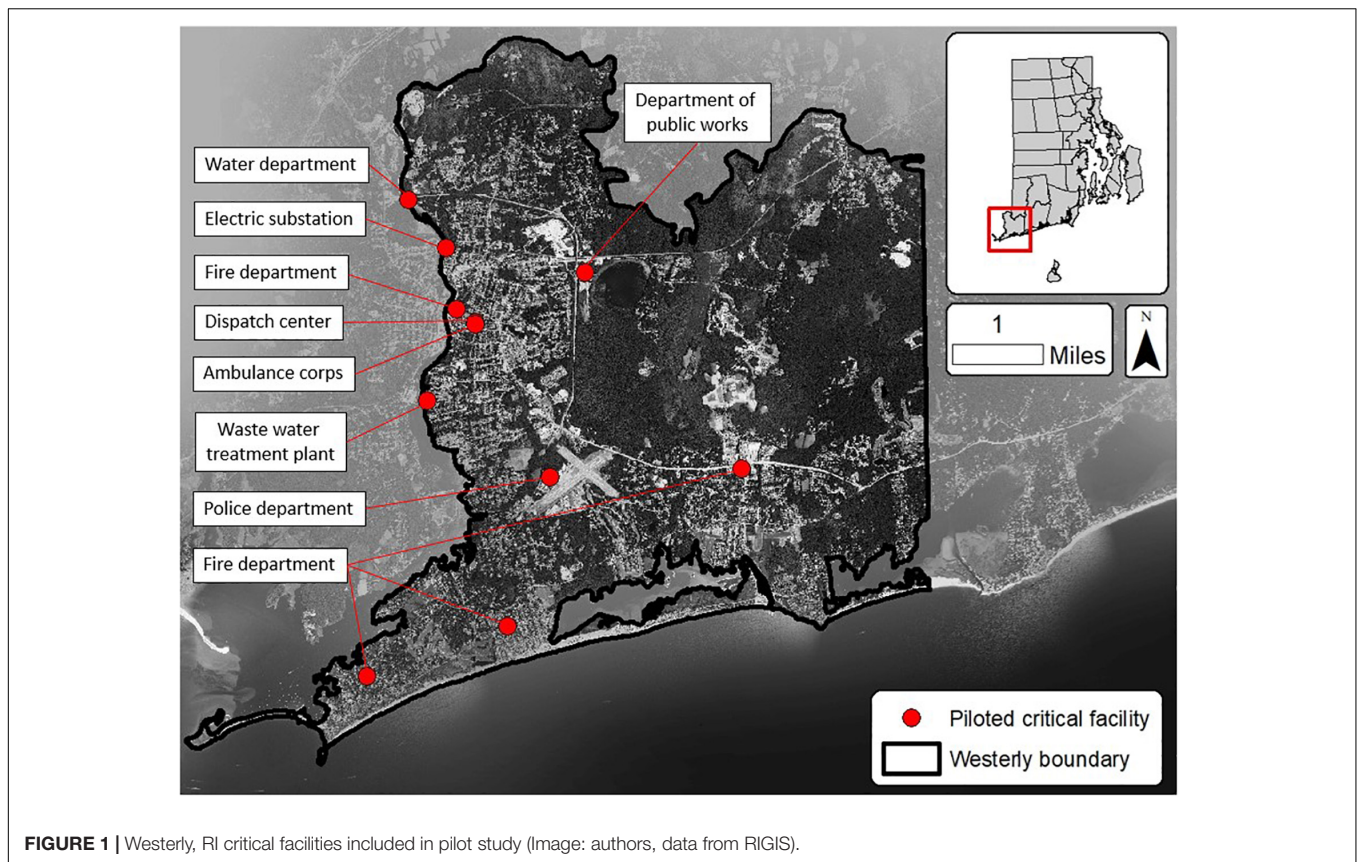 Department of
public works
Water department
Electric substation
Fire department
Dispatch center
Ambulance corps
Waste water
treatment plant
Police department
Fire department
1
Miles
N
Piloted critical facility
Westerly boundary
FIGURE 1 | Westerly, RI critical facilities included in pilot study (Image: authors, data from RIGIS).